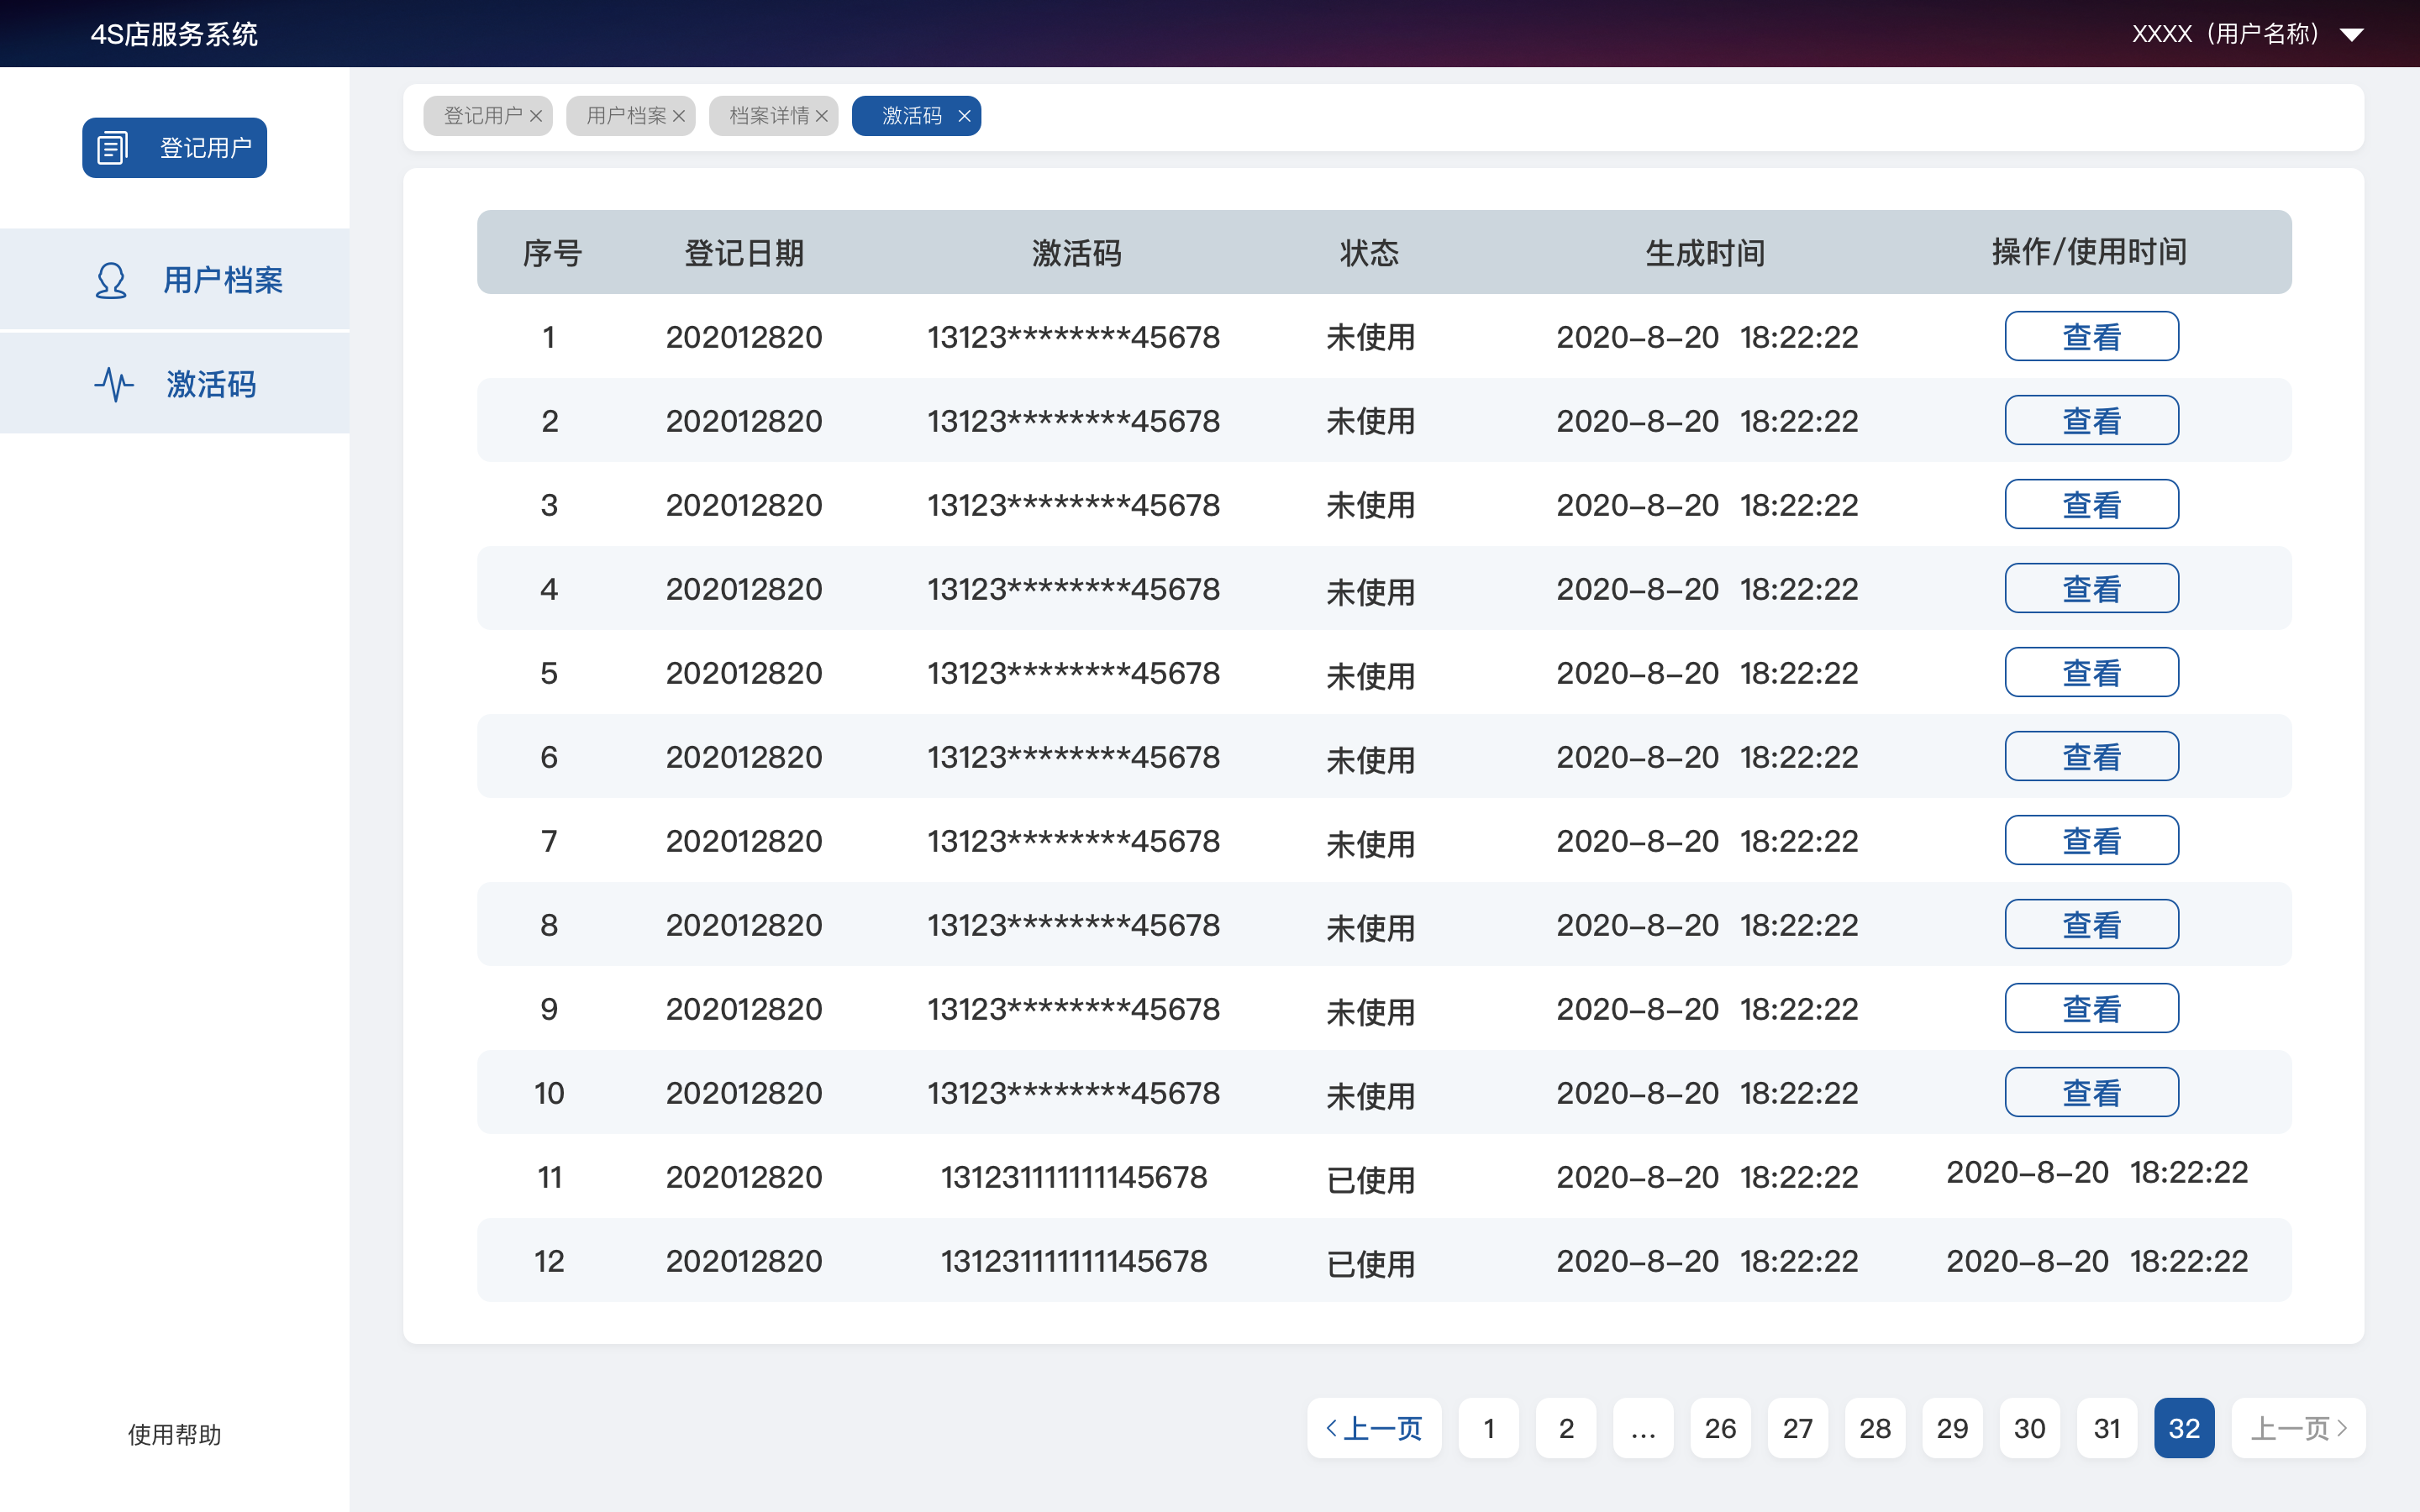 4S店服务系统 XXXX（用户名称）
登记用户
用户档案
激活码
使用帮助
登记用户 × 用户档案 × 档案详情 × 激活码 ×
序号 登记日期 激活码 状态 生成时间 操作/使用时间
1 202012820 13123********45678 未使用 2020-8-20 18:22:22 查看
2 202012820 13123********45678 未使用 2020-8-20 18:22:22 查看
3 202012820 13123********45678 未使用 2020-8-20 18:22:22 查看
4 202012820 13123********45678 未使用 2020-8-20 18:22:22 查看
5 202012820 13123********45678 未使用 2020-8-20 18:22:22 查看
6 202012820 13123********45678 未使用 2020-8-20 18:22:22 查看
7 202012820 13123********45678 未使用 2020-8-20 18:22:22 查看
8 202012820 13123********45678 未使用 2020-8-20 18:22:22 查看
9 202012820 13123********45678 未使用 2020-8-20 18:22:22 查看
10 202012820 13123********45678 未使用 2020-8-20 18:22:22 查看
11 202012820 131231111111145678 已使用 2020-8-20 18:22:22 2020-8-20 18:22:22
12 202012820 131231111111145678 已使用 2020-8-20 18:22:22 2020-8-20 18:22:22
上一页 1 2 ... 26 27 28 29 30 31 32 上一页